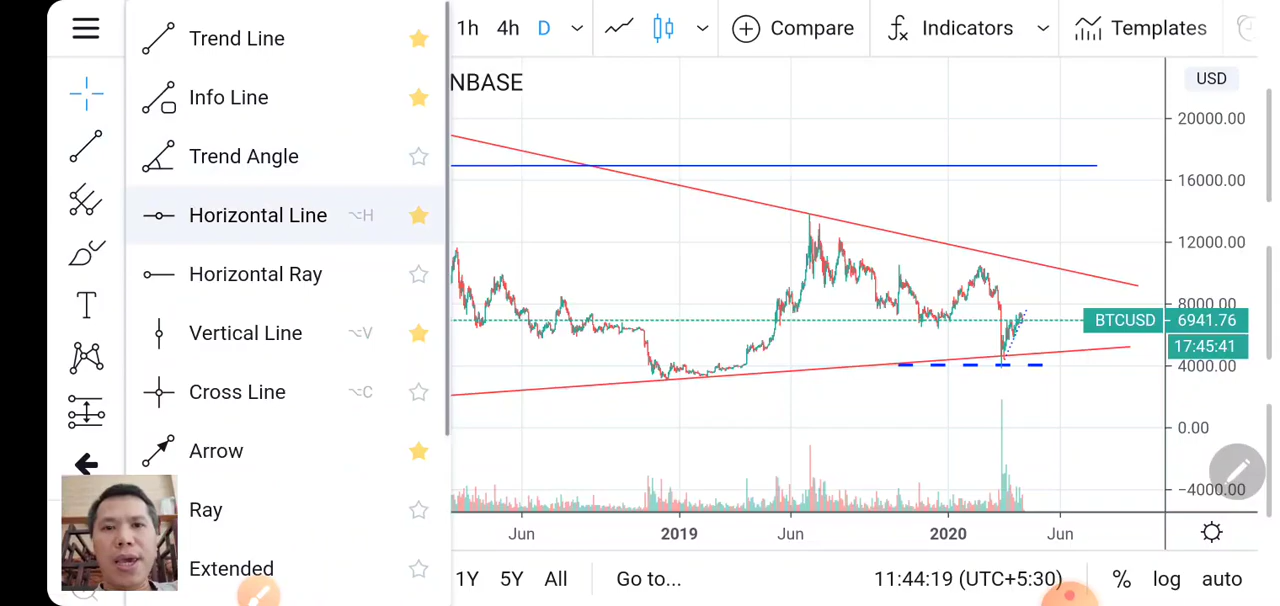 1h 4h D Compare Indicators Templates
Trend Line
Info Line
Trend Angle
Horizontal Line ⌥H
Horizontal Ray
Vertical Line ⌥V
Cross Line ⌥C
Arrow
Ray
Extended
NBASE
USD
20000.00
16000.00
12000.00
8000.00
BTCUSD 6941.76
17:45:41
4000.00
0.00
−4000.00
Jun 2019 Jun 2020 Jun
1Y 5Y All Go to... 11:44:19 (UTC+5:30) % log auto